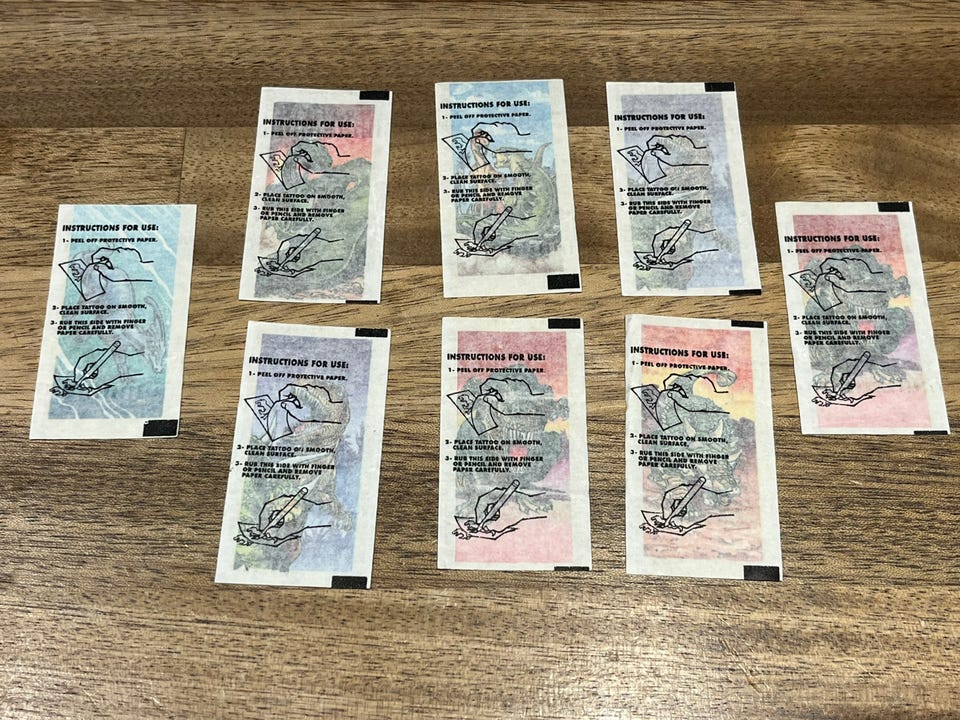 INSTRUCTIONS FOR USE:
1- PEEL OFF PROTECTIVE PAPER.
2- PLACE TATTOO ON SMOOTH,
CLEAN SURFACE.
3- RUB THIS SIDE WITH FINGER
OR PENCIL AND REMOVE
PAPER CAREFULLY.
INSTRUCTIONS FOR USE:
1- PEEL OFF PROTECTIVE PAPER.
2- PLACE TATTOO ON SMOOTH,
CLEAN SURFACE.
3- RUB THIS SIDE WITH FINGER
OR PENCIL AND REMOVE
PAPER CAREFULLY.
INSTRUCTIONS FOR USE:
1- PEEL OFF PROTECTIVE PAPER.
2- PLACE TATTOO ON SMOOTH,
CLEAN SURFACE.
3- RUB THIS SIDE WITH FINGER
OR PENCIL AND REMOVE
PAPER CAREFULLY.
INSTRUCTIONS FOR USE:
1- PEEL OFF PROTECTIVE PAPER.
2- PLACE TATTOO ON SMOOTH,
CLEAN SURFACE.
3- RUB THIS SIDE WITH FINGER
OR PENCIL AND REMOVE
PAPER CAREFULLY.
INSTRUCTIONS FOR USE:
1- PEEL OFF PROTECTIVE PAPER.
2- PLACE TATTOO ON SMOOTH,
CLEAN SURFACE.
3- RUB THIS SIDE WITH FINGER
OR PENCIL AND REMOVE
PAPER CAREFULLY.
INSTRUCTIONS FOR USE:
1- PEEL OFF PROTECTIVE PAPER.
2- PLACE TATTOO ON SMOOTH,
CLEAN SURFACE.
3- RUB THIS SIDE WITH FINGER
OR PENCIL AND REMOVE
PAPER CAREFULLY.
INSTRUCTIONS FOR USE:
1- PEEL OFF PROTECTIVE PAPER.
2- PLACE TATTOO ON SMOOTH,
CLEAN SURFACE.
3- RUB THIS SIDE WITH FINGER
OR PENCIL AND REMOVE
PAPER CAREFULLY.
INSTRUCTIONS FOR USE:
1- PEEL OFF PROTECTIVE PAPER.
2- PLACE TATTOO ON SMOOTH,
CLEAN SURFACE.
3- RUB THIS SIDE WITH FINGER
OR PENCIL AND REMOVE
PAPER CAREFULLY.